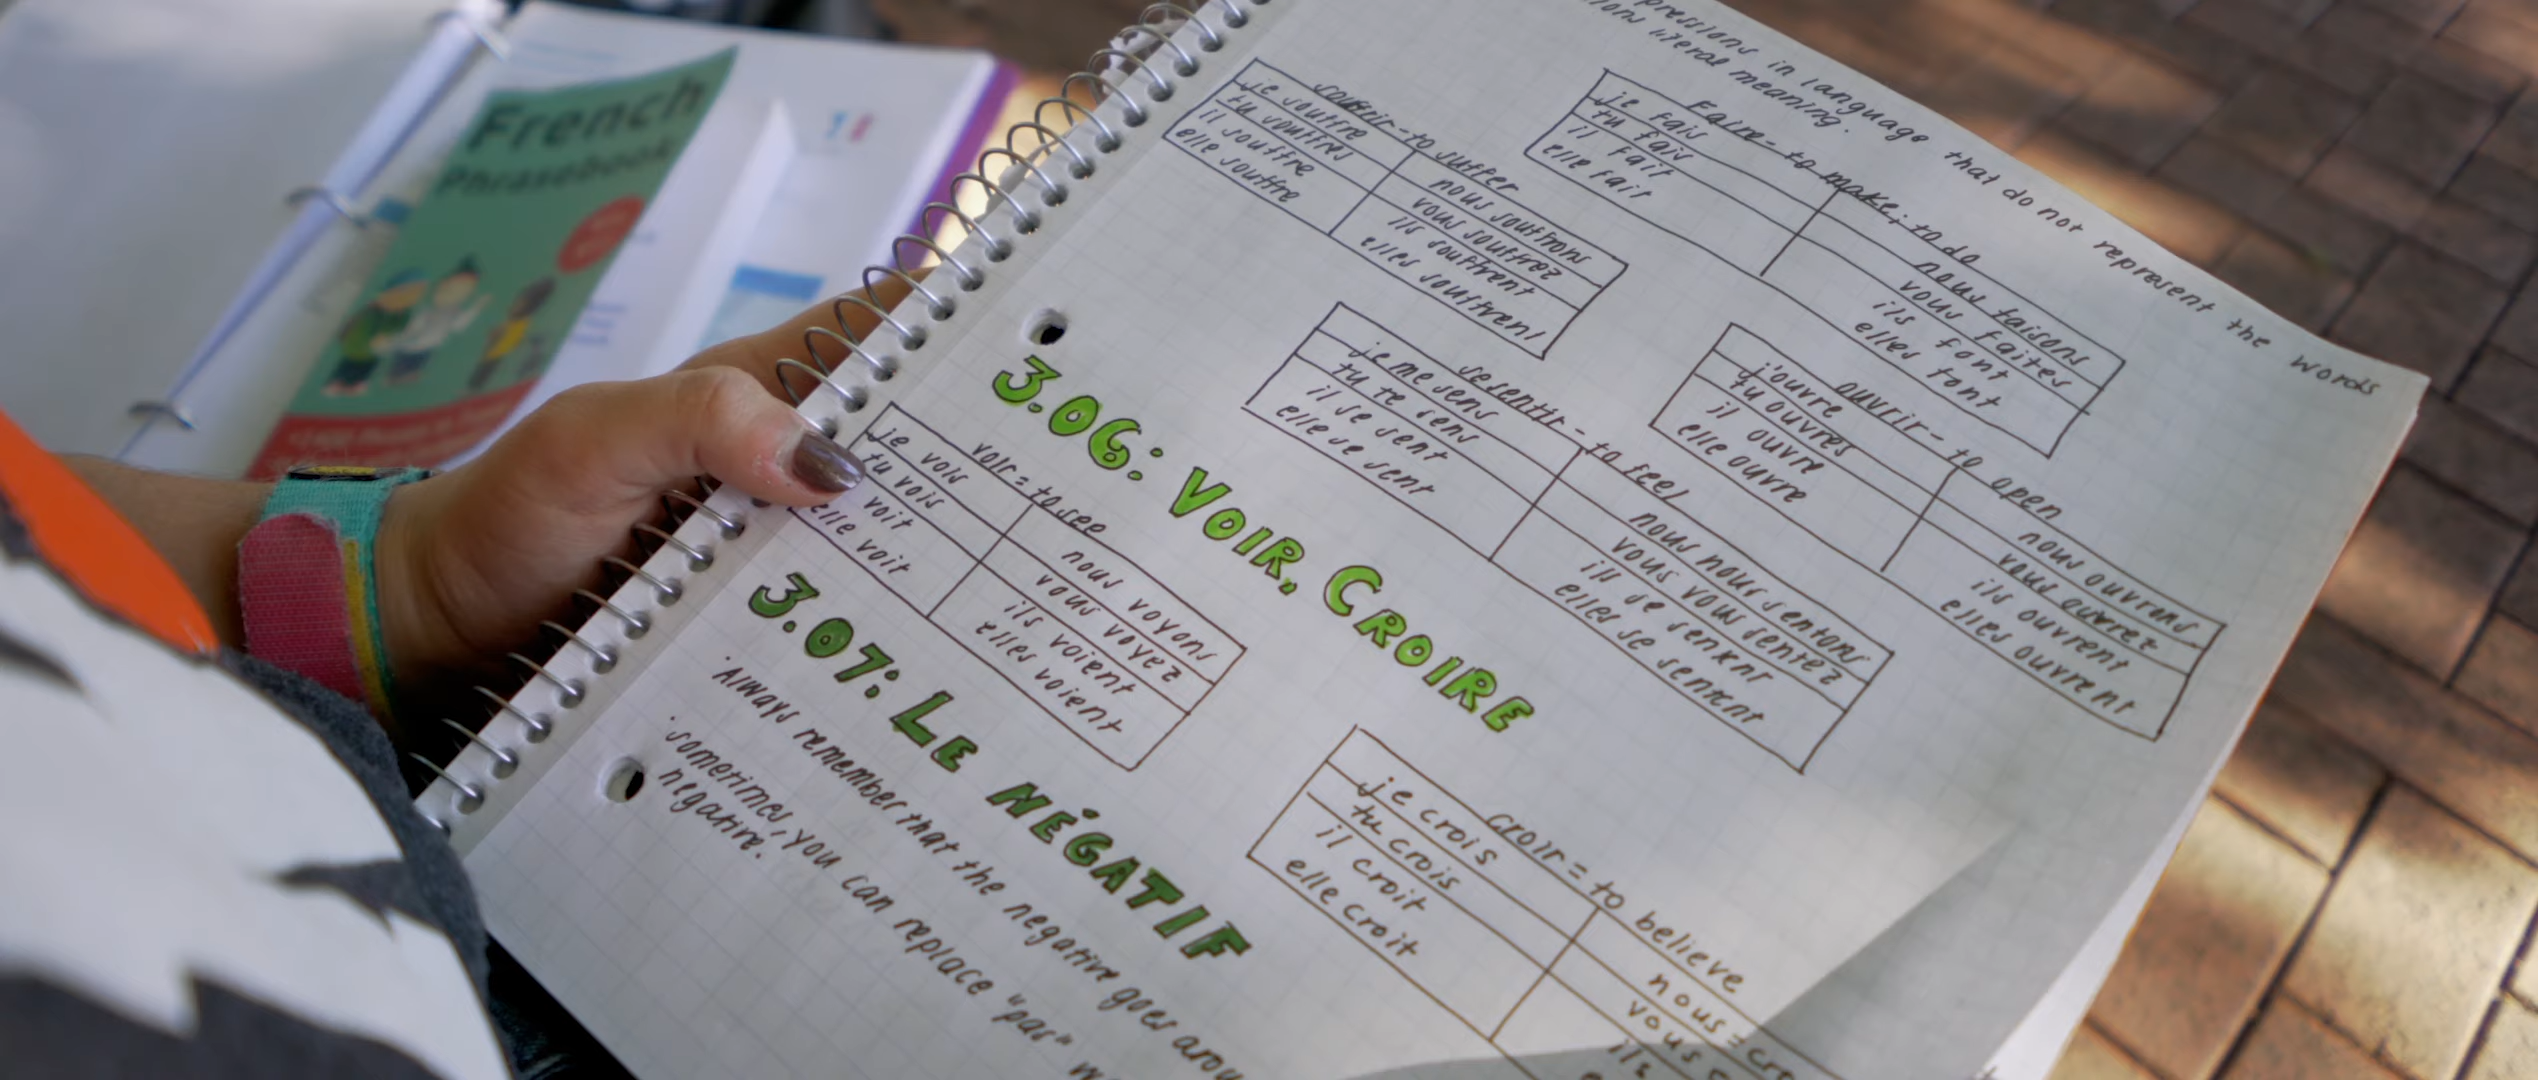 French
Phrasebook
in language that do not represent the words
literal meaning.
souffrir - to suffer
je souffre
tu souffres
il souffre
elle souffre
nous souffrons
vous souffrez
ils souffrent
elles souffrent
Faire - to make; to do
je fais
tu fais
il fait
elle fait
nous faisons
vous faites
ils font
elles font
se sentir - to feel
je me sens
tu te sens
il se sent
elle se sent
nous nous sentons
vous vous sentez
ils se sentent
elles se sentent
ouvrir - to open
j'ouvre
tu ouvres
il ouvre
elle ouvre
nous ouvrons
vous ouvrez
ils ouvrent
elles ouvrent
3.06: VOIR, CROIRE
voir = to see
je vois
tu vois
voit
elle voit
nous voyons
vous voyez
ils voient
elles voient
croir = to believe
je crois
tu crois
il croit
elle croit
nous
vous
ils
3.07: LE NÉGATIF
·Always remember that the negative goes
·sometimes, you can replace "pas"
negative.